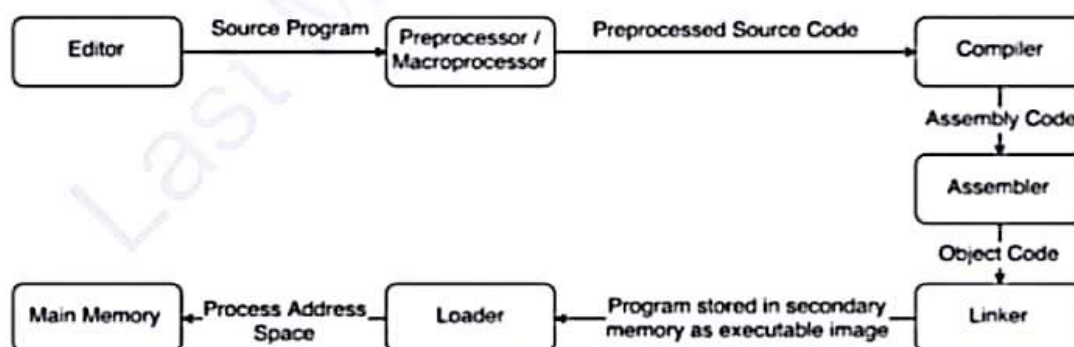 Editor
Source Program
Preprocessor /
Macroprocessor
Preprocessed Source Code
Compiler
Assembly Code
Assembler
Object Code
Linker
Program stored in secondary
memory as executable image
Loader
Process Address
Space
Main Memory
Last M